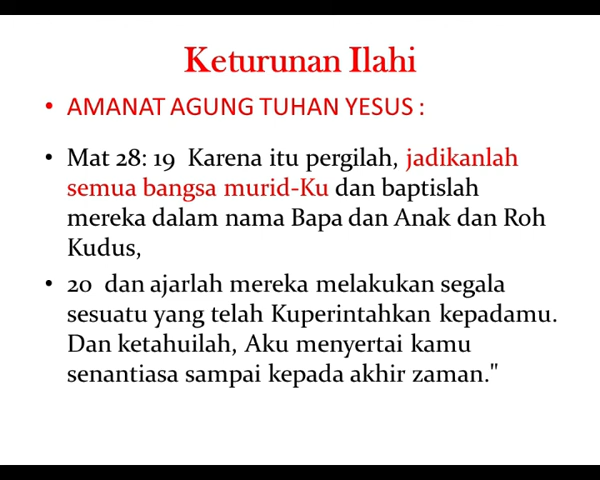 Keturunan Ilahi
• AMANAT AGUNG TUHAN YESUS :
• Mat 28: 19 Karena itu pergilah, jadikanlah
semua bangsa murid-Ku dan baptislah
mereka dalam nama Bapa dan Anak dan Roh
Kudus,
• 20 dan ajarlah mereka melakukan segala
sesuatu yang telah Kuperintahkan kepadamu.
Dan ketahuilah, Aku menyertai kamu
senantiasa sampai kepada akhir zaman."